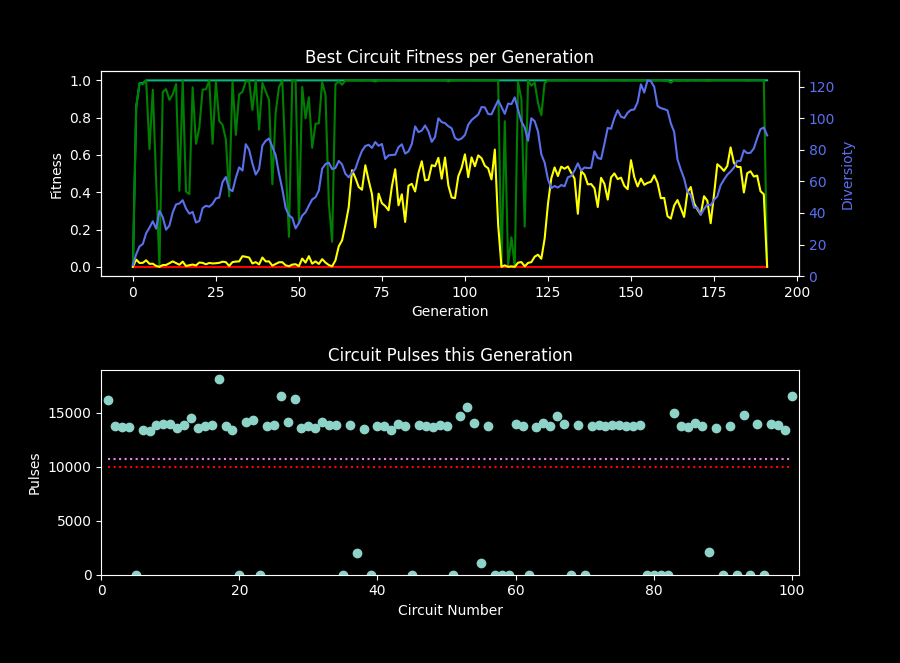 Best Circuit Fitness per Generation
1.0
0.8
0.6
0.4
0.2
0.0
Fitness
120
100
80
60
40
20
0
Diversioty
0 25 50 75 100 125 150 175 200
Generation
Circuit Pulses this Generation
15000
10000
5000
0
Pulses
0 20 40 60 80 100
Circuit Number